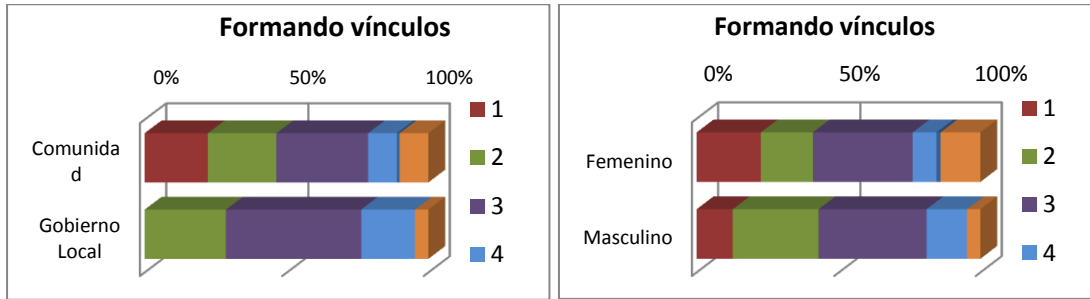 Formando vínculos
0%
50%
100%
Comunida
d
Gobierno
Local
1
2
3
4
Formando vínculos
0%
50%
100%
Femenino
Masculino
1
2
3
4